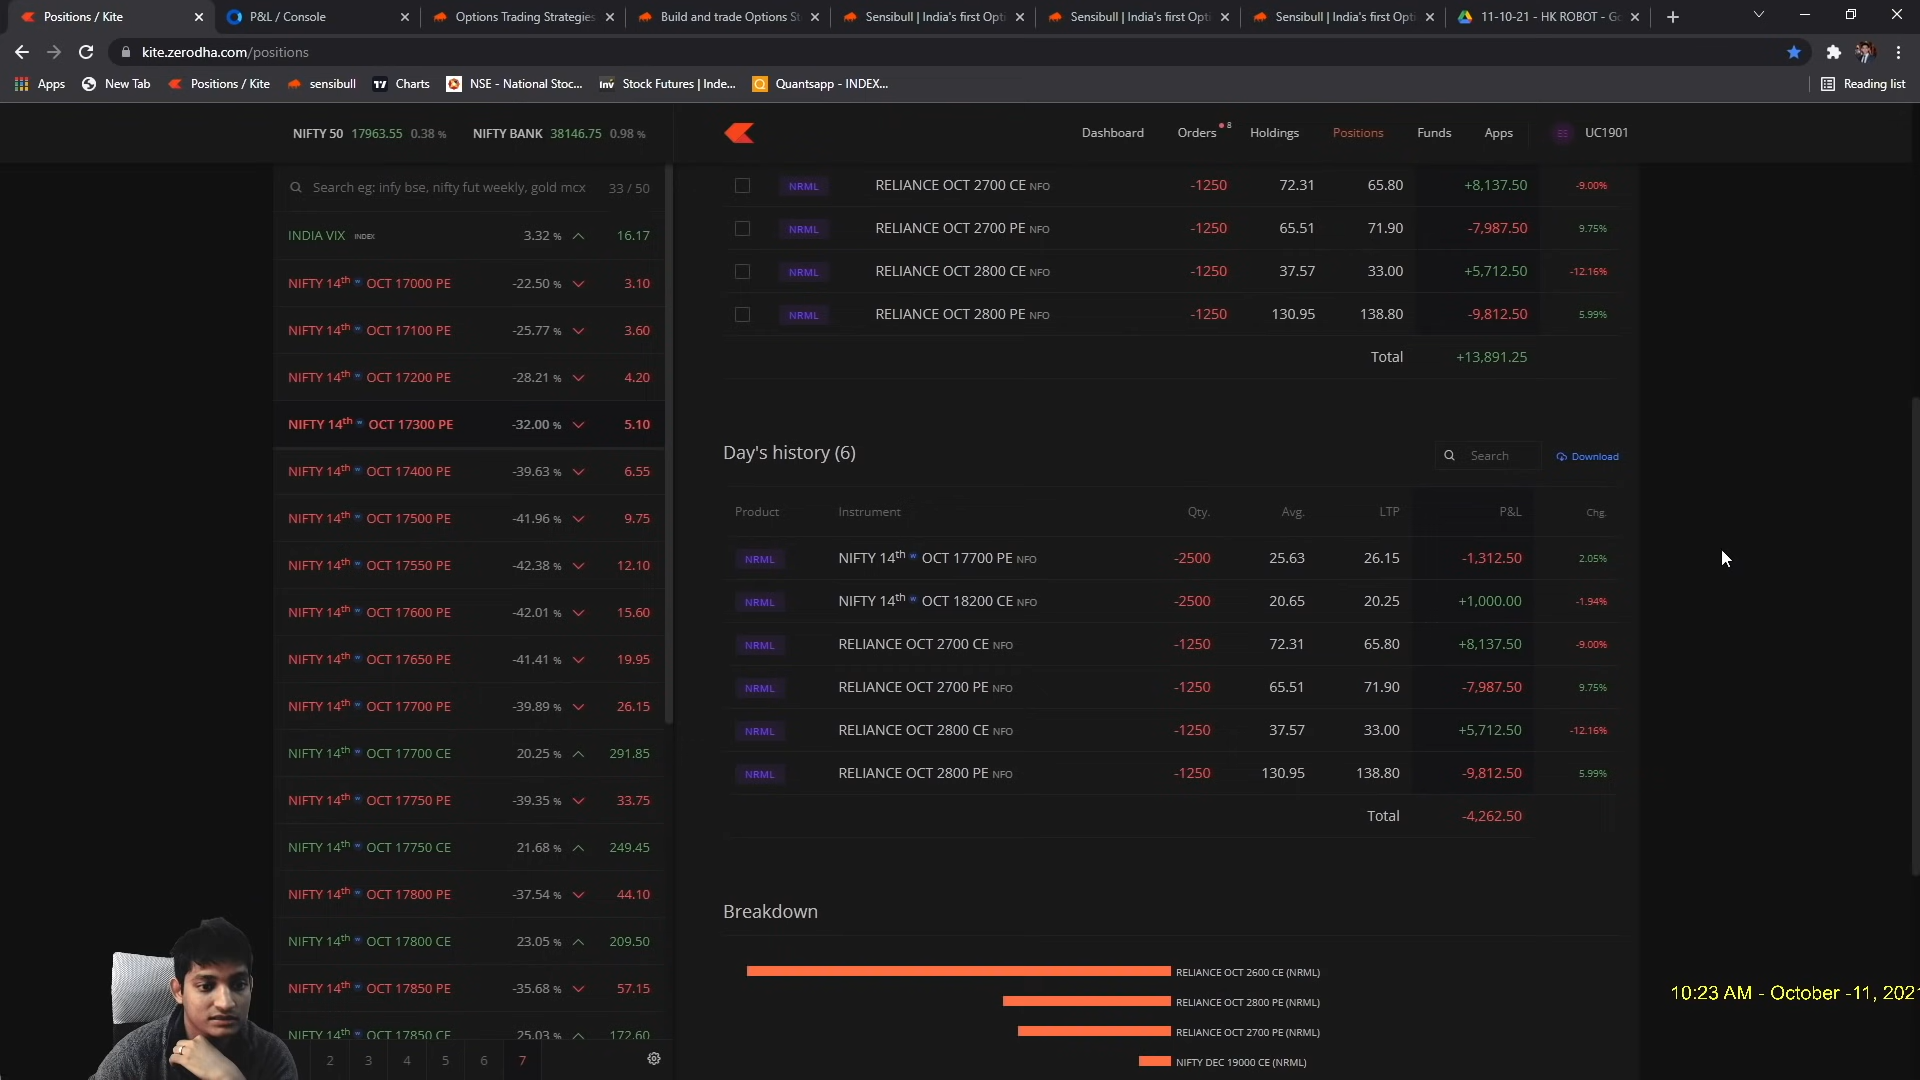 Positions / Kite
P&L / Console
Options Trading Strategies
Build and trade Options St
Sensibull | India's first Opti
Sensibull | India's first Opti
Sensibull | India's first Opti
11-10-21 - HK ROBOT - Go
kite.zerodha.com/positions
Apps New Tab Positions / Kite sensibull Charts NSE - National Stoc... Stock Futures | Inde... Quantsapp - INDEX... Reading list
NIFTY 50 17963.55 0.38 % NIFTY BANK 38146.75 0.98 %
Dashboard Orders 8 Holdings Positions Funds Apps UC1901
Search eg: infy bse, nifty fut weekly, gold mcx 33 / 50
INDIA VIX INDEX 3.32 % 16.17
NIFTY 14th w OCT 17000 PE -22.50 % 3.10
NIFTY 14th w OCT 17100 PE -25.77 % 3.60
NIFTY 14th w OCT 17200 PE -28.21 % 4.20
NIFTY 14th w OCT 17300 PE -32.00 % 5.10
NIFTY 14th w OCT 17400 PE -39.63 % 6.55
NIFTY 14th w OCT 17500 PE -41.96 % 9.75
NIFTY 14th w OCT 17550 PE -42.38 % 12.10
NIFTY 14th w OCT 17600 PE -42.01 % 15.60
NIFTY 14th w OCT 17650 PE -41.41 % 19.95
NIFTY 14th w OCT 17700 PE -39.89 % 26.15
NIFTY 14th w OCT 17700 CE 20.25 % 291.85
NIFTY 14th w OCT 17750 PE -39.35 % 33.75
NIFTY 14th w OCT 17750 CE 21.68 % 249.45
NIFTY 14th w OCT 17800 PE -37.54 % 44.10
NIFTY 14th w OCT 17800 CE 23.05 % 209.50
NIFTY 14th w OCT 17850 PE -35.68 % 57.15
NIFTY 14th w OCT 17850 CE 25.03 % 172.60
2 3 4 5 6 7
NRML RELIANCE OCT 2700 CE NFO -1250 72.31 65.80 +8,137.50 -9.00%
NRML RELIANCE OCT 2700 PE NFO -1250 65.51 71.90 -7,987.50 9.75%
NRML RELIANCE OCT 2800 CE NFO -1250 37.57 33.00 +5,712.50 -12.16%
NRML RELIANCE OCT 2800 PE NFO -1250 130.95 138.80 -9,812.50 5.99%
Total +13,891.25
Day's history (6) Search Download
Product Instrument Qty. Avg. LTP P&L Chg.
NRML NIFTY 14th w OCT 17700 PE NFO -2500 25.63 26.15 -1,312.50 2.05%
NRML NIFTY 14th w OCT 18200 CE NFO -2500 20.65 20.25 +1,000.00 -1.94%
NRML RELIANCE OCT 2700 CE NFO -1250 72.31 65.80 +8,137.50 -9.00%
NRML RELIANCE OCT 2700 PE NFO -1250 65.51 71.90 -7,987.50 9.75%
NRML RELIANCE OCT 2800 CE NFO -1250 37.57 33.00 +5,712.50 -12.16%
NRML RELIANCE OCT 2800 PE NFO -1250 130.95 138.80 -9,812.50 5.99%
Total -4,262.50
Breakdown
RELIANCE OCT 2600 CE (NRML)
RELIANCE OCT 2800 PE (NRML)
RELIANCE OCT 2700 PE (NRML)
NIFTY DEC 19000 CE (NRML)
10:23 AM - October -11, 2021